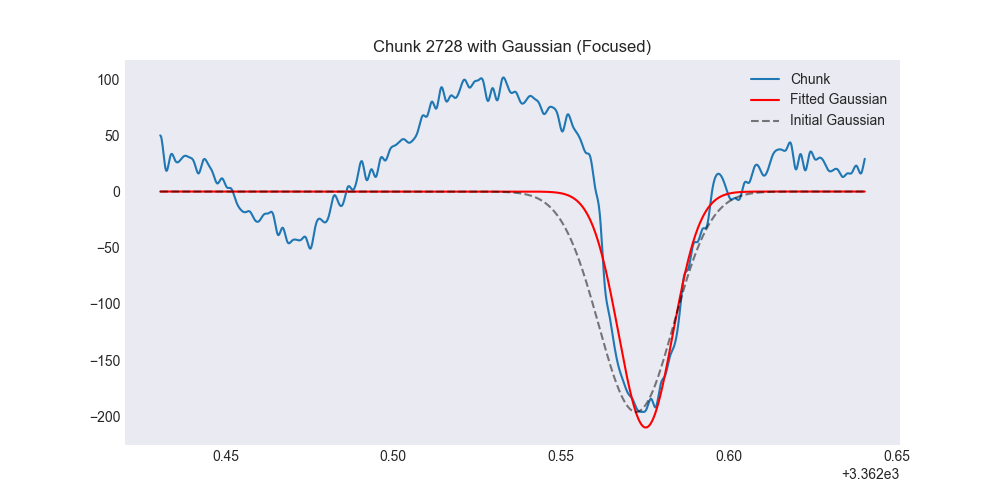 Chunk 2728 with Gaussian (Focused)
Chunk
Fitted Gaussian
Initial Gaussian
100
50
0
−50
−100
−150
−200
0.45 0.50 0.55 0.60 0.65
+3.362e3